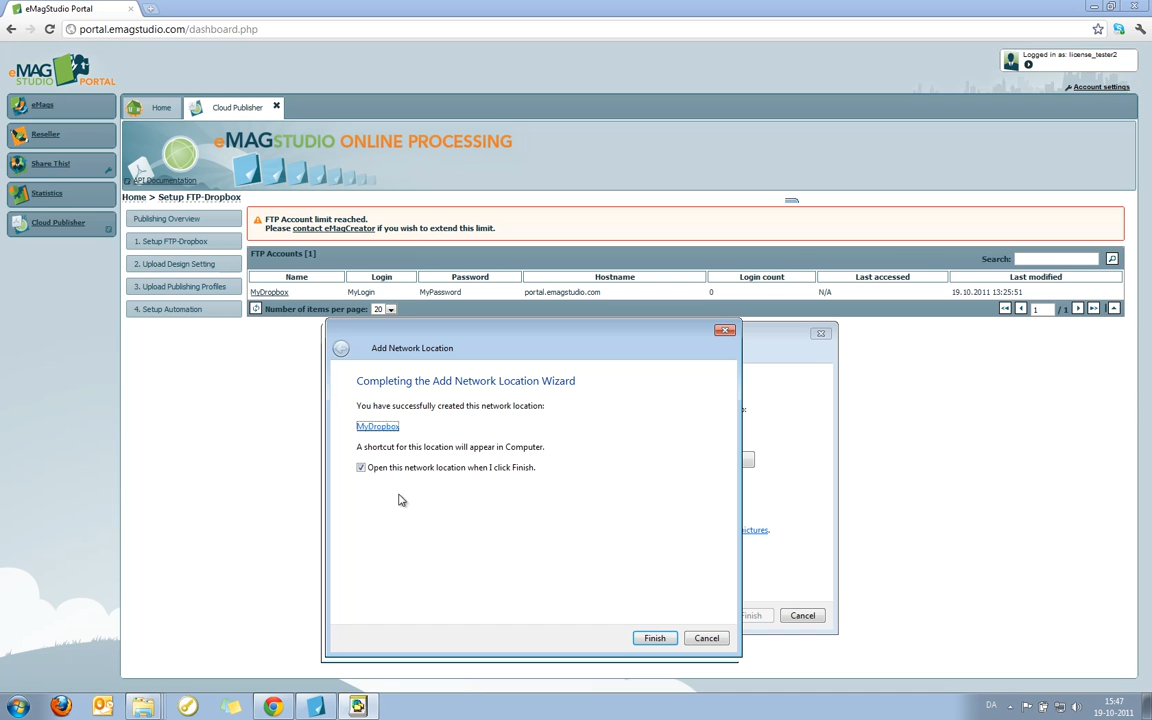 eMagStudio Portal
portal.emagstudio.com/dashboard.php
eMAG STUDIO PORTAL
Logged in as: license_tester2
Account settings
eMags
Reseller
Share This!
Statistics
Cloud Publisher
Home
Cloud Publisher
eMAGSTUDIO ONLINE PROCESSING
API Documentation
Home > Setup FTP-Dropbox
Publishing Overview
1. Setup FTP-Dropbox
2. Upload Design Setting
3. Upload Publishing Profiles
4. Setup Automation
FTP Account limit reached.
Please contact eMagCreator if you wish to extend this limit.
FTP Accounts [1]
Search:
Name Login Password Hostname Login count Last accessed Last modified
MyDropbox MyLogin MyPassword portal.emagstudio.com 0 N/A 19.10.2011 13:25:51
Number of items per page: 20
1 / 1
Add Network Location
Completing the Add Network Location Wizard
You have successfully created this network location:
MyDropbox
A shortcut for this location will appear in Computer.
Open this network location when I click Finish.
Finish Cancel
ictures.
inish Cancel
DA
15:47
19-10-2011